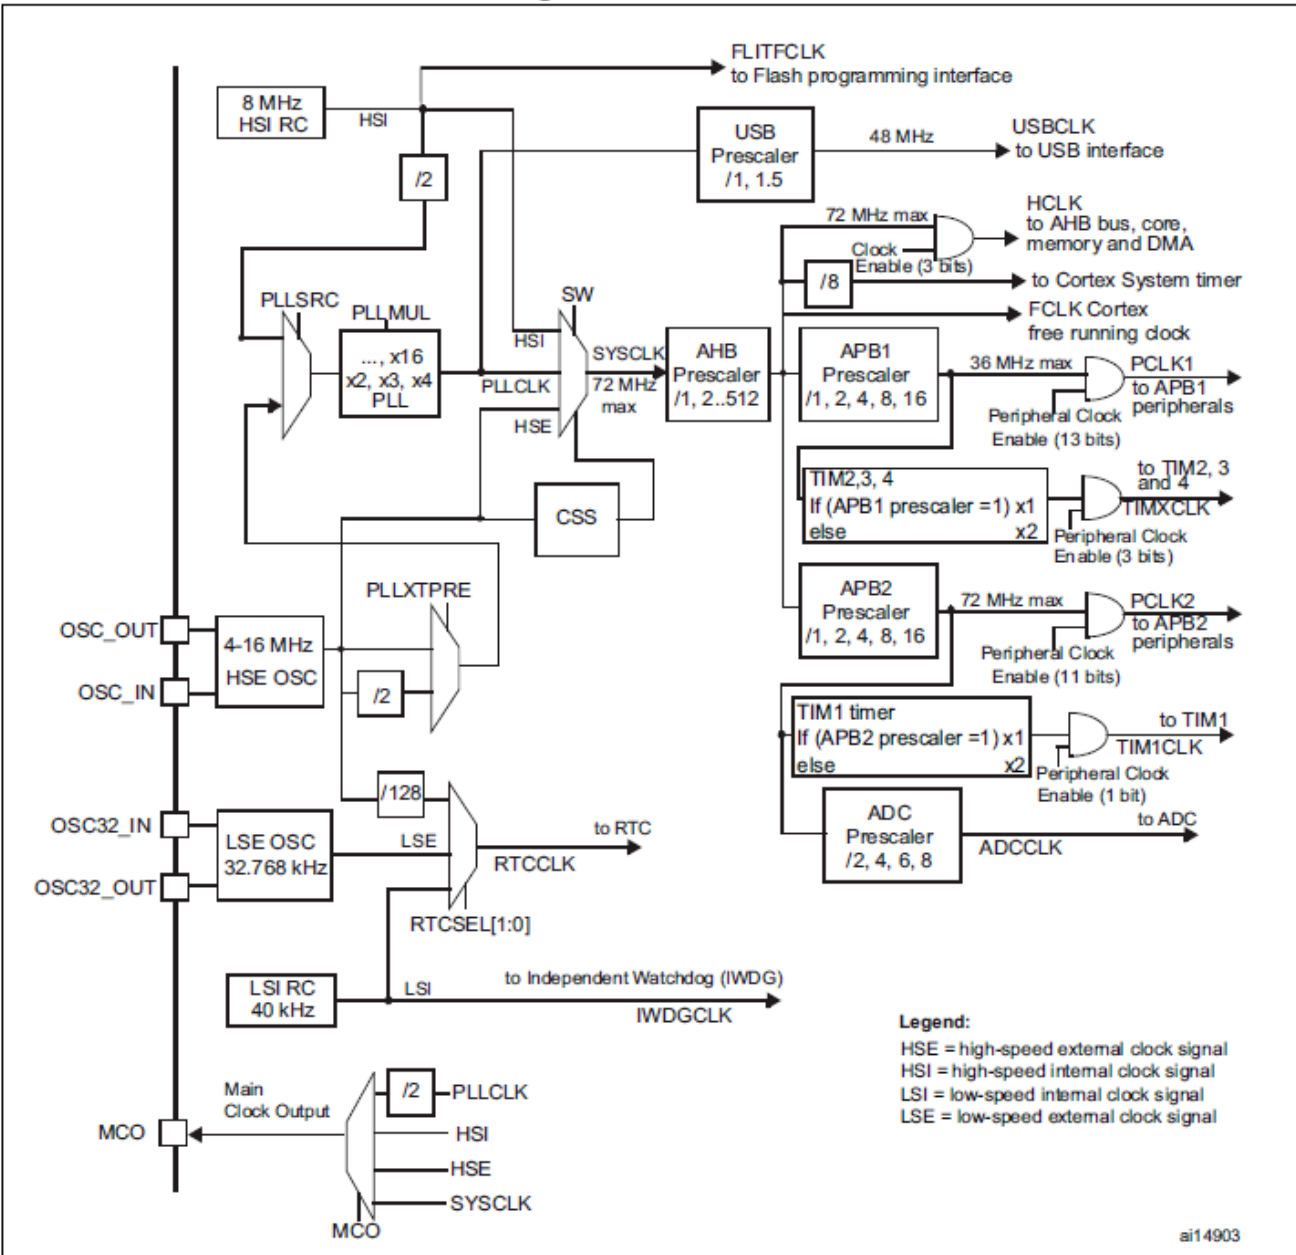 FLITFCLK
to Flash programming interface
8 MHz
HSI RC
HSI
USB
Prescaler
/1, 1.5
48 MHz
USBCLK
to USB interface
/2
72 MHz max
HCLK
to AHB bus, core,
memory and DMA
Clock
Enable (3 bits)
/8
to Cortex System timer
FCLK Cortex
free running clock
PLLSRC
PLLMUL
..., x16
x2, x3, x4
PLL
SW
HSI
PLLCLK
HSE
SYSCLK
72 MHz
max
AHB
Prescaler
/1, 2..512
APB1
Prescaler
/1, 2, 4, 8, 16
36 MHz max
PCLK1
to APB1
peripherals
Peripheral Clock
Enable (13 bits)
TIM2,3, 4
If (APB1 prescaler =1) x1
else x2
to TIM2, 3
and 4
TIMXCLK
Peripheral Clock
Enable (3 bits)
CSS
PLLXTPRE
OSC_OUT
OSC_IN
4-16 MHz
HSE OSC
/2
APB2
Prescaler
/1, 2, 4, 8, 16
72 MHz max
PCLK2
to APB2
peripherals
Peripheral Clock
Enable (11 bits)
TIM1 timer
If (APB2 prescaler =1) x1
else x2
to TIM1
TIM1CLK
Peripheral Clock
Enable (1 bit)
ADC
Prescaler
/2, 4, 6, 8
to ADC
ADCCLK
/128
OSC32_IN
OSC32_OUT
LSE OSC
32.768 kHz
LSE
to RTC
RTCCLK
RTCSEL[1:0]
LSI RC
40 kHz
LSI
to Independent Watchdog (IWDG)
IWDGCLK
Main
Clock Output
MCO
/2
PLLCLK
HSI
HSE
SYSCLK
MCO
Legend:
HSE = high-speed external clock signal
HSI = high-speed internal clock signal
LSI = low-speed internal clock signal
LSE = low-speed external clock signal
ai14903